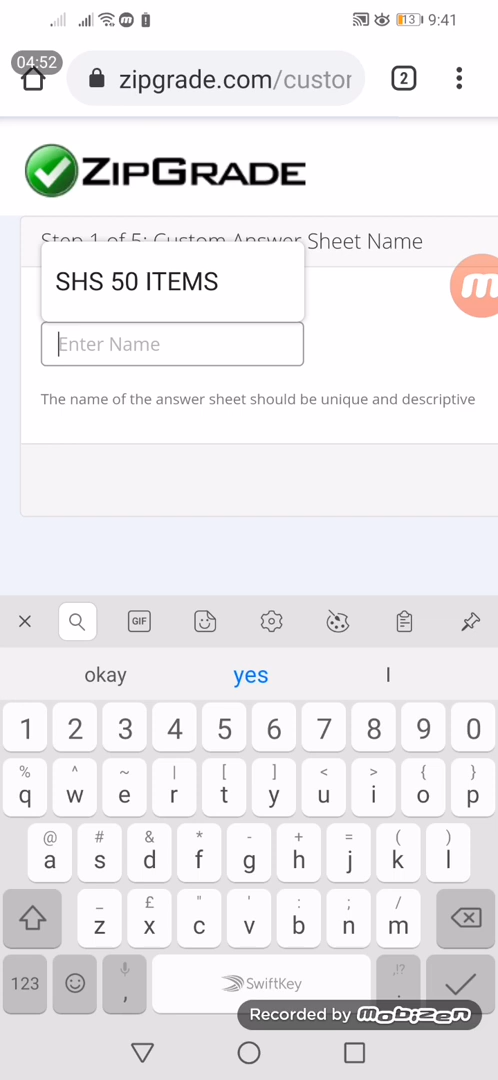 13 9:41
04:52
zipgrade.com/custor
2
ZIPGRADE
Step 1 of 5: Custom Answer Sheet Name
SHS 50 ITEMS
Enter Name
The name of the answer sheet should be unique and descriptive
GIF
okay yes I
1 2 3 4 5 6 7 8 9 0
% ^ ~ | [ ] < > { }
q w e r t y u i o p
@ # & * - + = ( )
a s d f g h j k l
_ £ " ' : ; /
z x c v b n m
123 , SwiftKey ,!? .
Recorded by mobizen